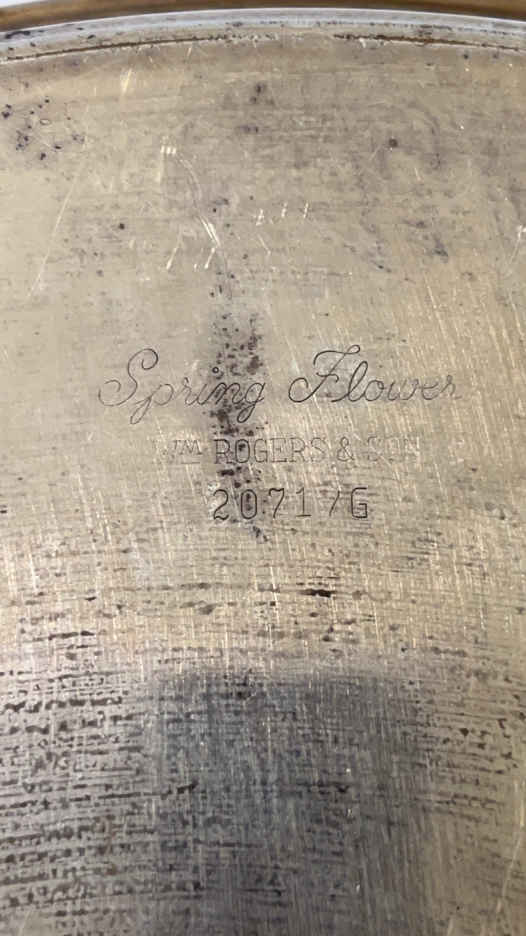 Spring Flower
WM ROGERS & SON
2071/G